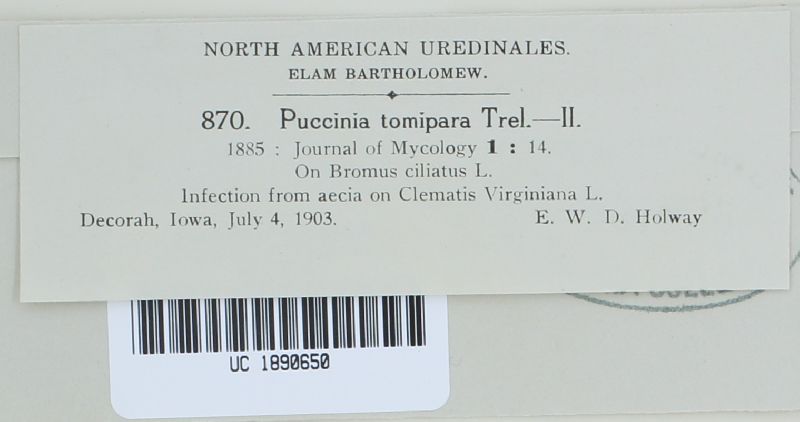 NORTH AMERICAN UREDINALES.
ELAM BARTHOLOMEW.
870. Puccinia tomipara Trel.—II.
1885 : Journal of Mycology 1 : 14.
On Bromus ciliatus L.
Infection from aecia on Clematis Virginiana L.
Decorah, Iowa, July 4, 1903. E. W. D. Holway
UC 1890650